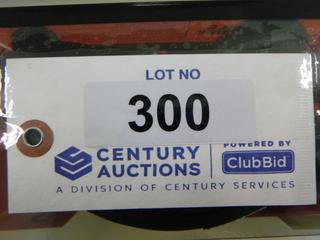 LOT NO
300
CENTURY AUCTIONS
POWERED BY
ClubBid
A DIVISION OF CENTURY SERVICES